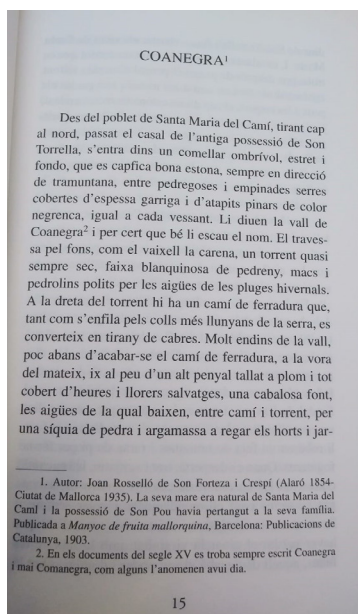 COANEGRA¹
Des del poblet de Santa Maria del Camí, tirant cap
al nord, passat el casal de l'antiga possessió de Son
Torrella, s'entra dins un comellar ombrívol, estret i
fondo, que es capfica bona estona, sempre en direcció
de tramuntana, entre pedregoses i empinades serres
cobertes d'espessa garriga i d'atapits pinars de color
negrenca, igual a cada vessant. Li diuen la vall de
Coanegra² i per cert que bé li escau el nom. El traves-
sa pel fons, com el vaixell la carena, un torrent quasi
sempre sec, faixa blanquinosa de pedreny, macs i
pedrolins polits per les aigües de les pluges hivernals.
A la dreta del torrent hi ha un camí de ferradura que,
tant com s'enfila pels colls més llunyans de la serra, es
converteix en tirany de cabres. Molt endins de la vall,
poc abans d'acabar-se el camí de ferradura, a la vora
del mateix, ix al peu d'un alt penyal tallat a plom i tot
cobert d'heures i llorers salvatges, una cabalosa font,
les aigües de la qual baixen, entre camí i torrent, per
una síquia de pedra i argamassa a regar els horts i jar-
1. Autor: Joan Rosselló de Son Forteza i Crespí (Alaró 1854-
Ciutat de Mallorca 1935). La seva mare era natural de Santa Maria del
CamI i la possessió de Son Pou havia pertangut a la seva família.
Publicada a Manyoc de fruita mallorquina, Barcelona: Publicacions de
Catalunya, 1903.
2. En els documents del segle XV es troba sempre escrit Coanegra
i mai Comanegra, com alguns l'anomenen avui dia.
15